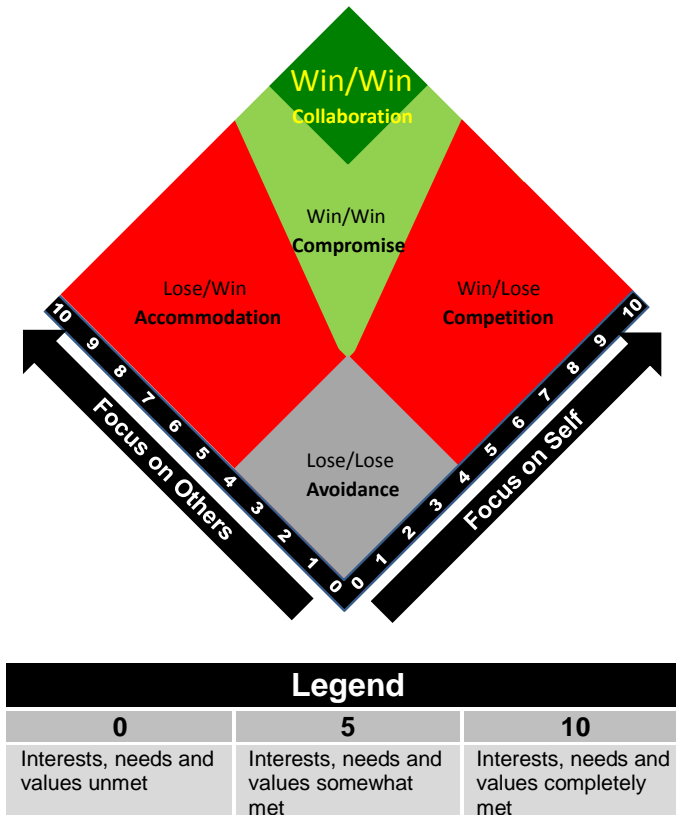 Win/Win
Collaboration
Win/Win
Compromise
Lose/Win
Accommodation
Win/Lose
Competition
Lose/Lose
Avoidance
10
9
8
7
6
5
4
3
2
1
0
Focus on Others
0
1
2
3
4
5
6
7
8
9
10
Focus on Self
Legend
0 5 10
Interests, needs and Interests, needs and Interests, needs and
values unmet values somewhat values completely
met met